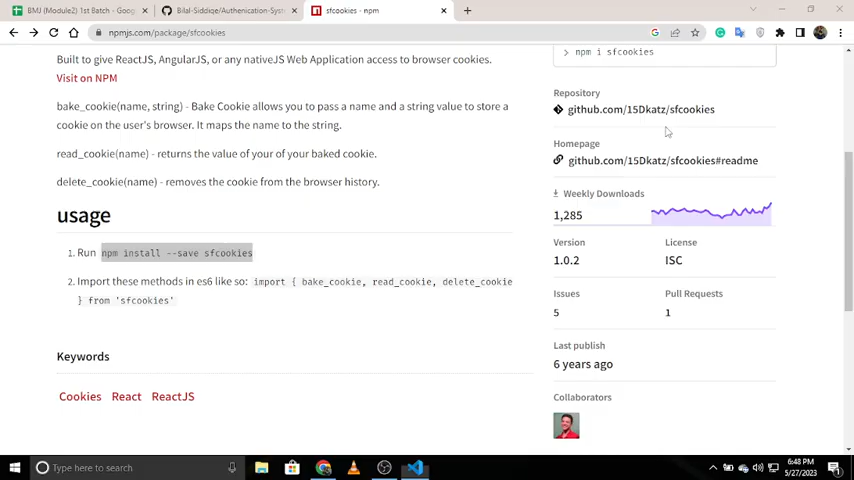 BMJ (Module2) 1st Batch - Goog
Bilal-Siddiqe/Authenication-Syste
sfcookies - npm
npmjs.com/package/sfcookies
Built to give ReactJS, AngularJS, or any nativeJS Web Application access to browser cookies.
Visit on NPM
bake_cookie(name, string) - Bake Cookie allows you to pass a name and a string value to store
a cookie on the user's browser. It maps the name to the string.
read_cookie(name) - returns the value of your of your baked cookie.
delete_cookie(name) - removes the cookie from the browser history.
usage
1. Run npm install --save sfcookies
2. Import these methods in es6 like so: import { bake_cookie, read_cookie, delete_cookie
} from 'sfcookies'
Keywords
Cookies React ReactJS
> npm i sfcookies
Repository
github.com/15Dkatz/sfcookies
Homepage
github.com/15Dkatz/sfcookies#readme
Weekly Downloads
1,285
Version License
1.0.2 ISC
Issues Pull Requests
5 1
Last publish
6 years ago
Collaborators
Type here to search
6:48 PM
5/27/2023